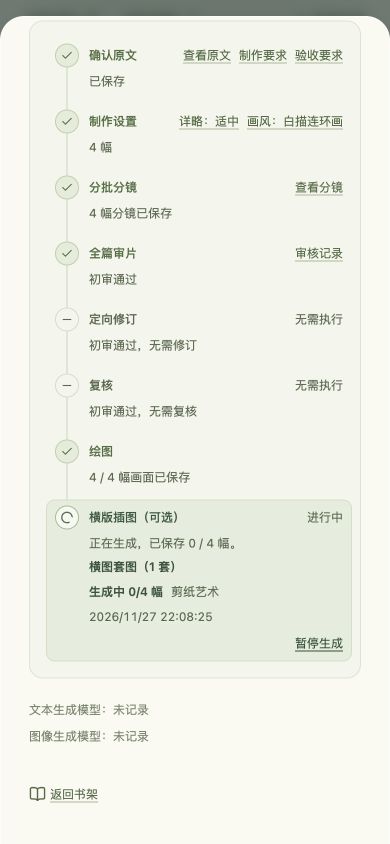 确认原文 查看原文 制作要求 验收要求
已保存
制作设置 详略：适中 画风：白描连环画
4 幅
分批分镜 查看分镜
4 幅分镜已保存
全篇审片 审核记录
初审通过
定向修订 无需执行
初审通过，无需修订
复核 无需执行
初审通过，无需复核
绘图
4 / 4 幅画面已保存
横版插图（可选） 进行中
正在生成，已保存 0 / 4 幅。
横图套图（1 套）
生成中 0/4 幅 剪纸艺术
2026/11/27 22:08:25
暂停生成
文本生成模型：未记录
图像生成模型：未记录
返回书架